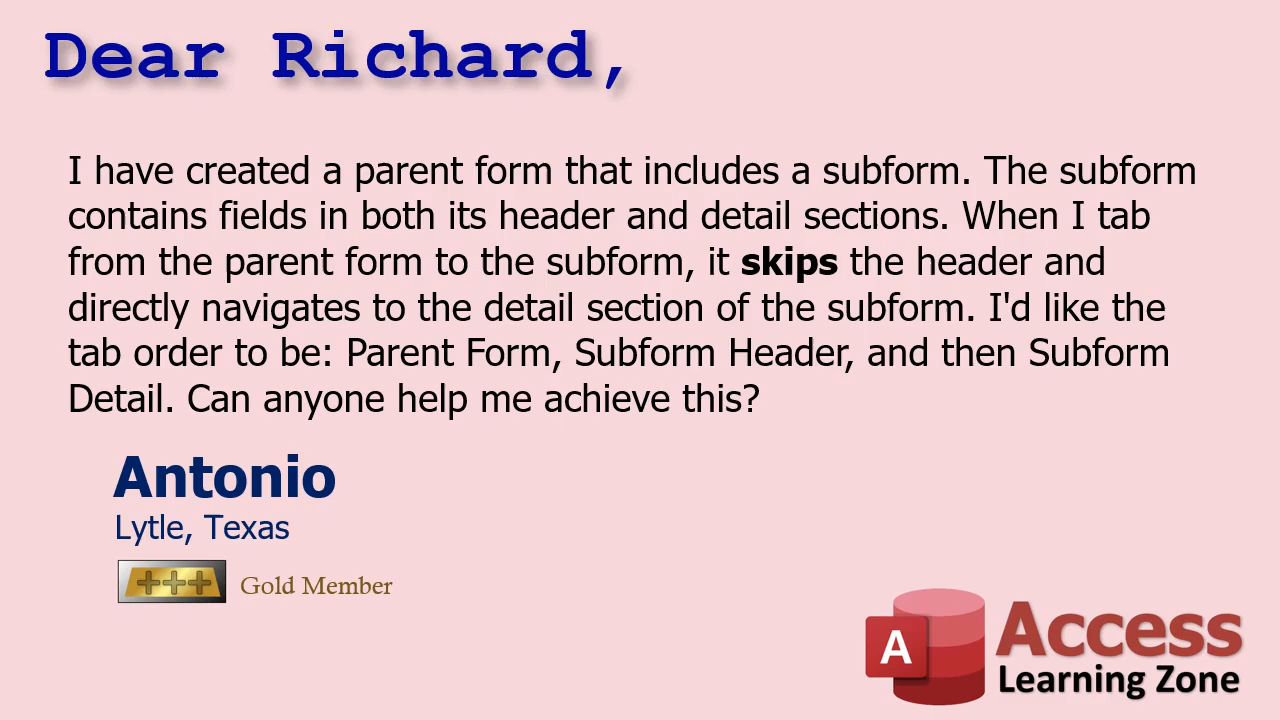 Dear Richard,
I have created a parent form that includes a subform. The subform
contains fields in both its header and detail sections. When I tab
from the parent form to the subform, it skips the header and
directly navigates to the detail section of the subform. I'd like the
tab order to be: Parent Form, Subform Header, and then Subform
Detail. Can anyone help me achieve this?
Antonio
Lytle, Texas
+++ Gold Member
A Access
Learning Zone